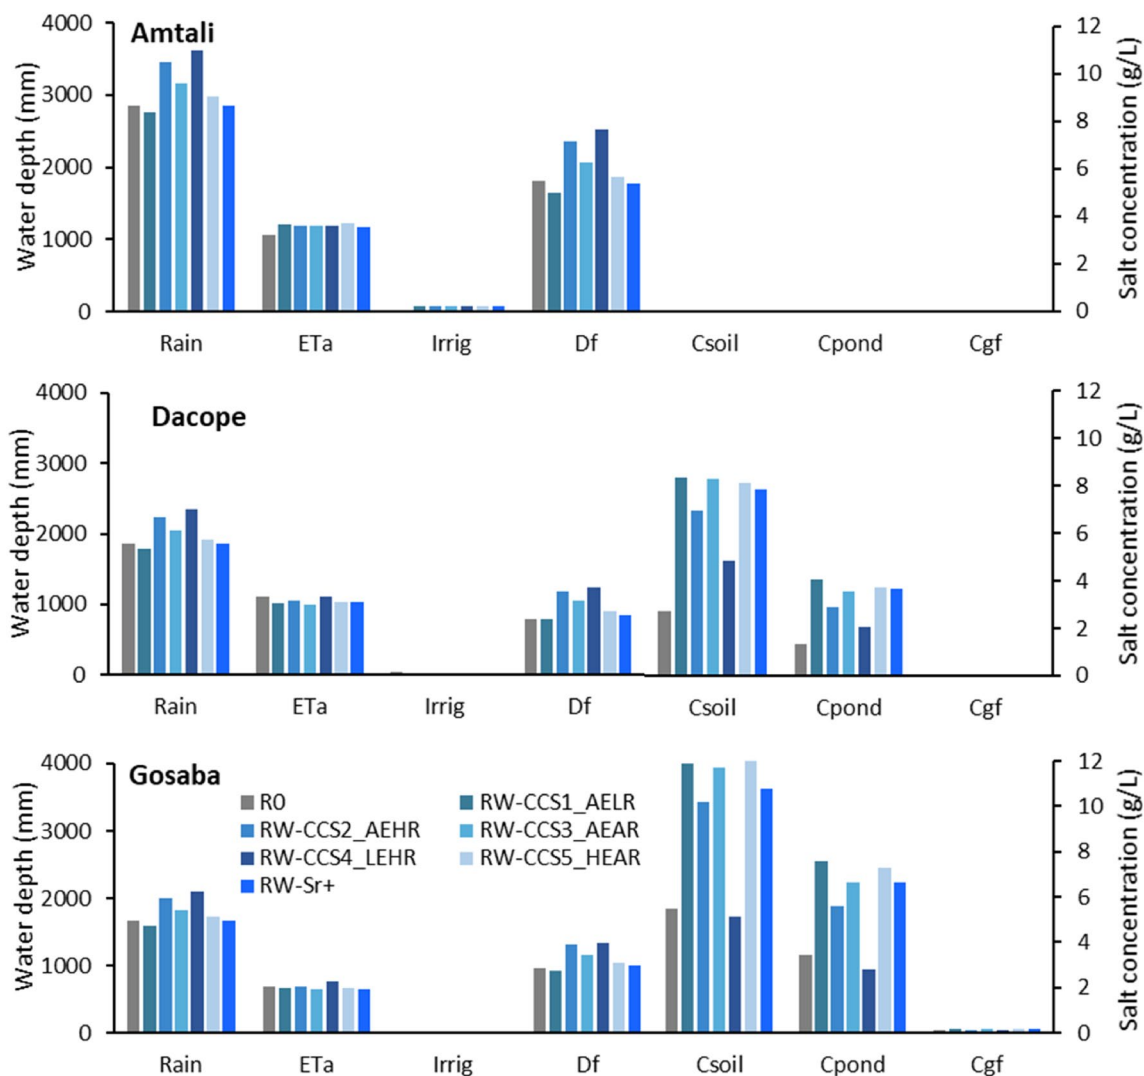 Amtali
Water depth (mm)
4000
3000
2000
1000
0
Salt concentration (g/L)
12
10
8
6
4
2
0
Rain ETa Irrig Df Csoil Cpond Cgf
Dacope
Water depth (mm)
4000
3000
2000
1000
0
Salt concentration (g/L)
12
10
8
6
4
2
0
Rain ETa Irrig Df Csoil Cpond Cgf
Gosaba
Water depth (mm)
4000
3000
2000
1000
0
R0 RW-CCS1_AELR
RW-CCS2_AEHR RW-CCS3_AEAR
RW-CCS4_LEHR RW-CCS5_HEAR
RW-Sr+
Salt concentration (g/L)
12
10
8
6
4
2
0
Rain ETa Irrig Df Csoil Cpond Cgf